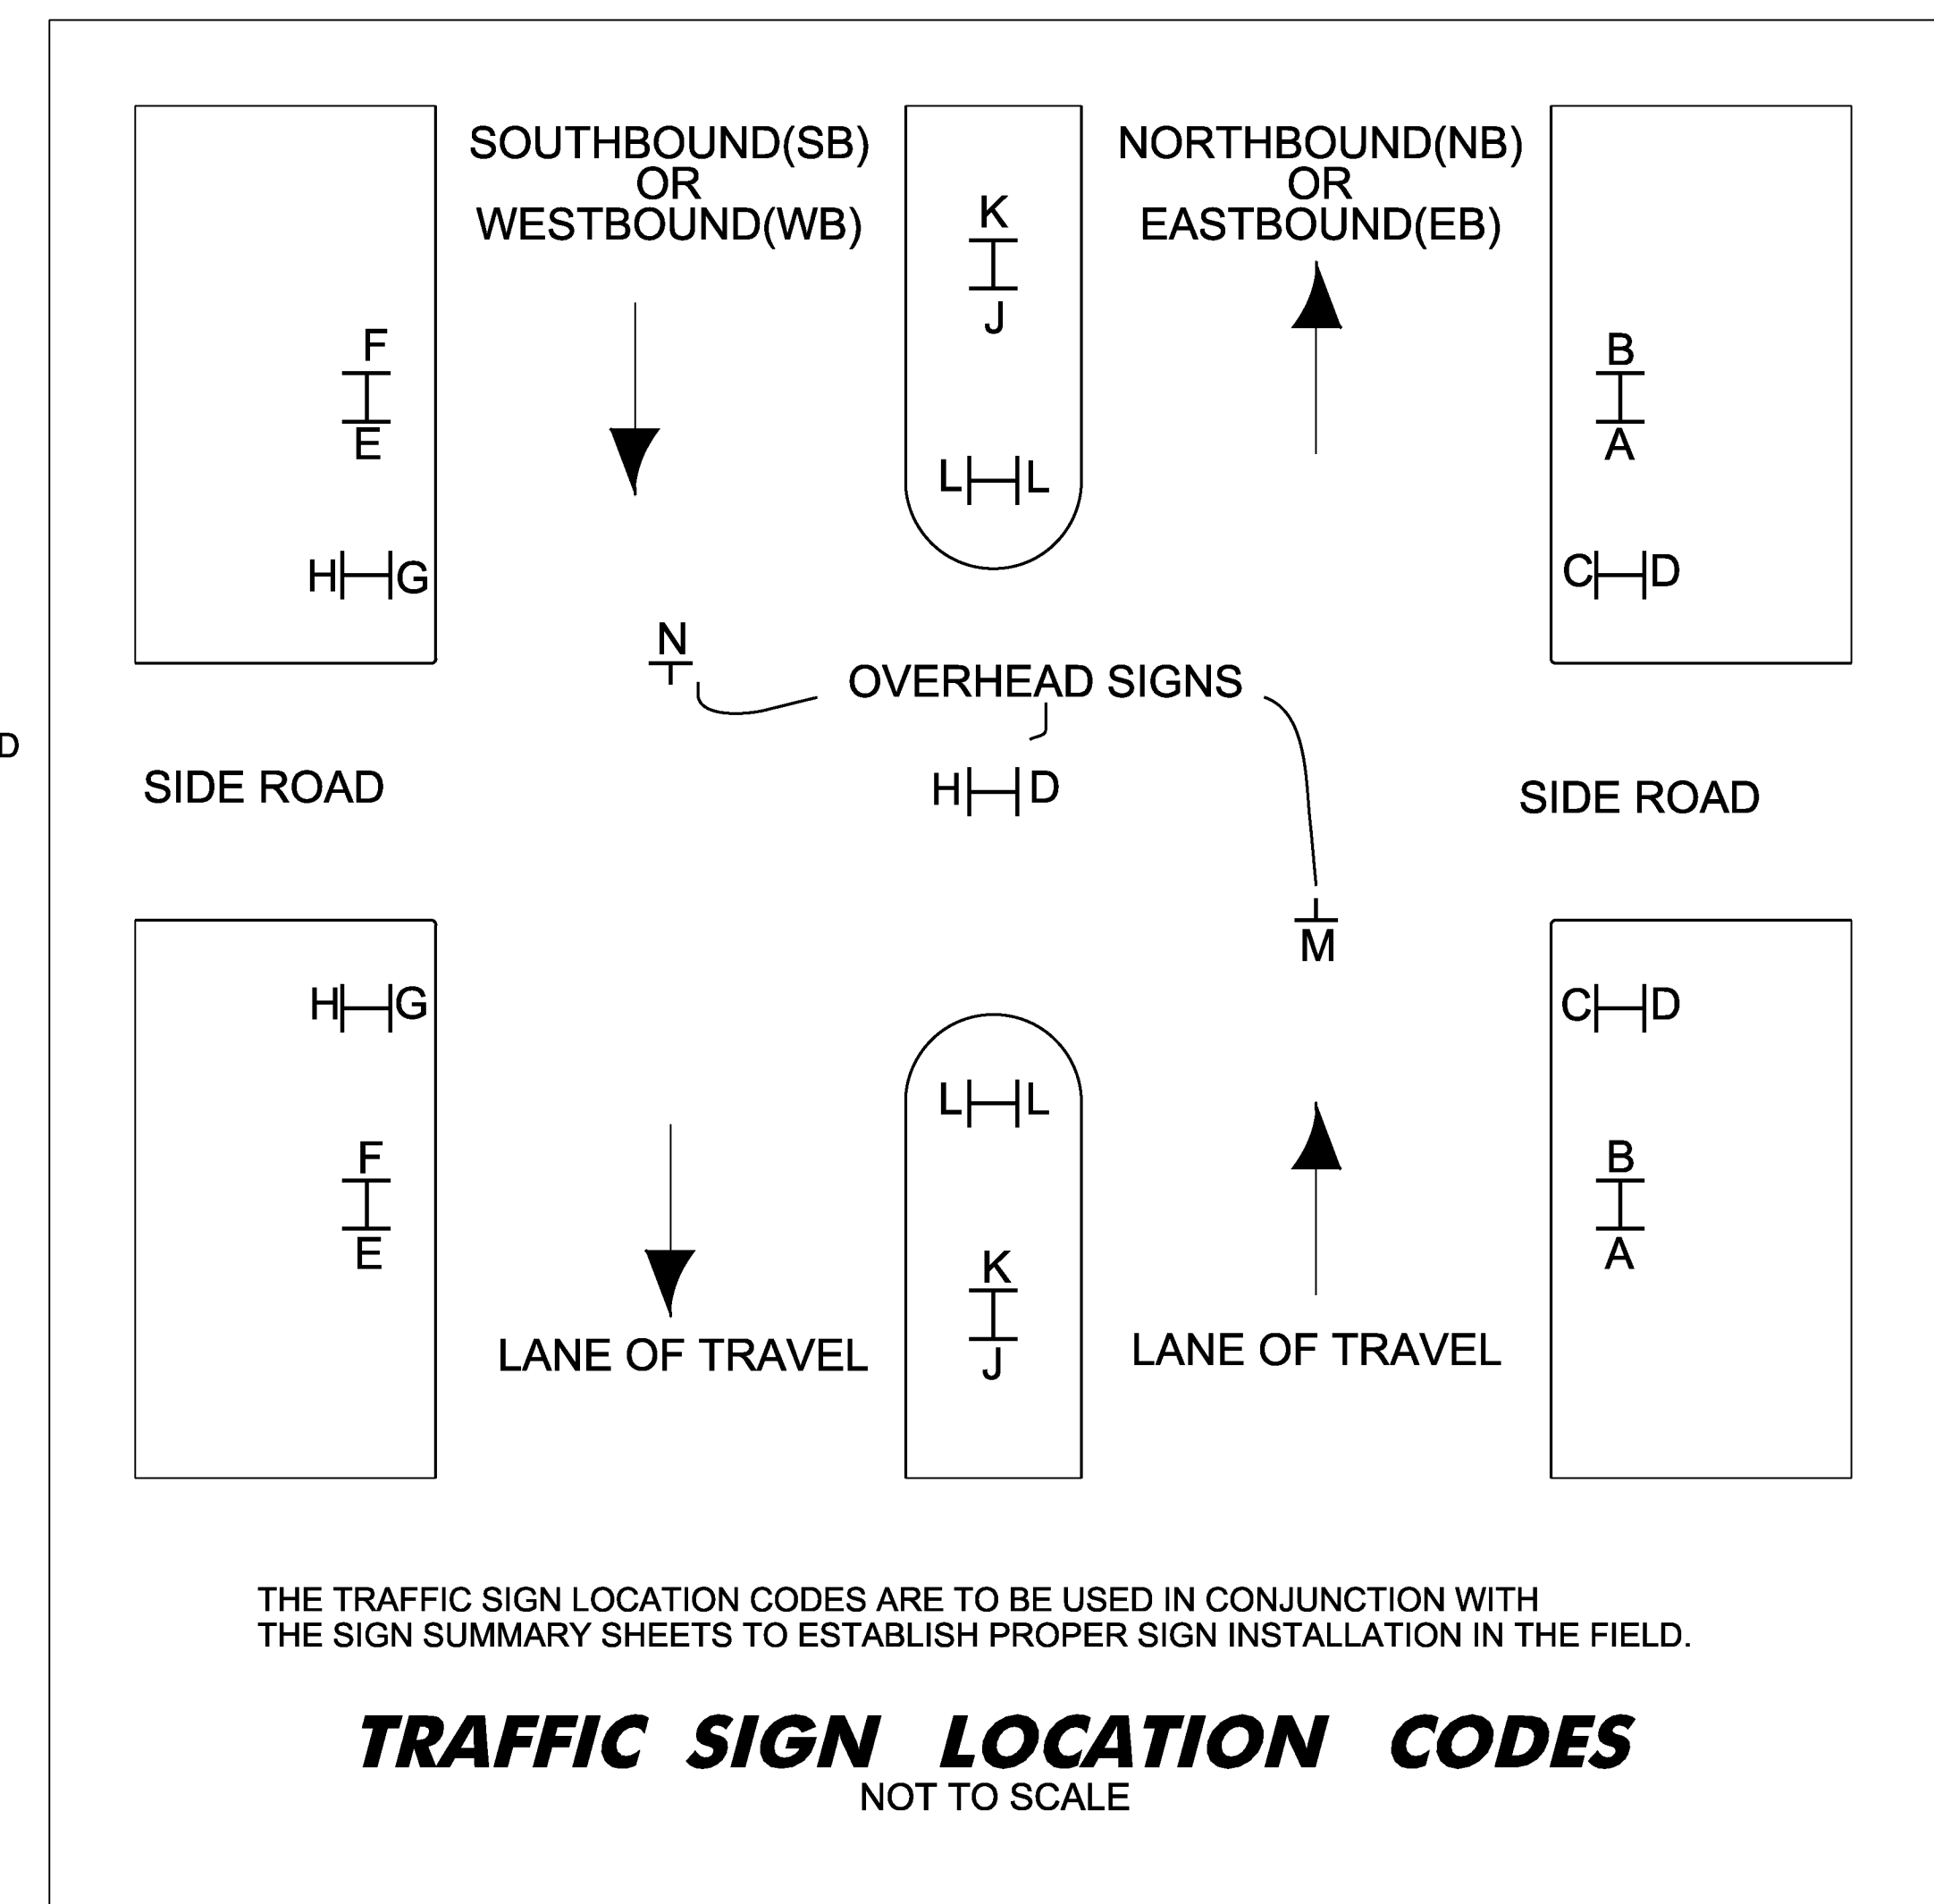 SOUTHBOUND(SB)
OR
WESTBOUND(WB)
NORTHBOUND(NB)
OR
EASTBOUND(EB)
K
J
F
E
B
A
L L
H G
C D
N
OVERHEAD SIGNS
D
SIDE ROAD
H D
SIDE ROAD
M
H G
C D
L L
F
E
B
A
K
J
LANE OF TRAVEL
LANE OF TRAVEL
THE TRAFFIC SIGN LOCATION CODES ARE TO BE USED IN CONJUNCTION WITH
THE SIGN SUMMARY SHEETS TO ESTABLISH PROPER SIGN INSTALLATION IN THE FIELD.
TRAFFIC SIGN LOCATION CODES
NOT TO SCALE